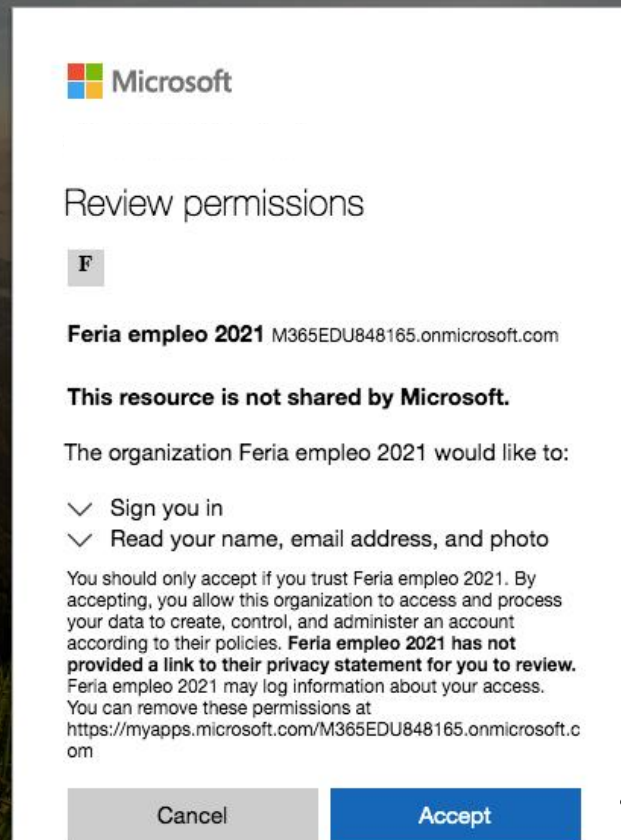 Microsoft
Review permissions
F
Feria empleo 2021 M365EDU848165.onmicrosoft.com
This resource is not shared by Microsoft.
The organization Feria empleo 2021 would like to:
Sign you in
Read your name, email address, and photo
You should only accept if you trust Feria empleo 2021. By
accepting, you allow this organization to access and process
your data to create, control, and administer an account
according to their policies. Feria empleo 2021 has not
provided a link to their privacy statement for you to review.
Feria empleo 2021 may log information about your access.
You can remove these permissions at
https://myapps.microsoft.com/M365EDU848165.onmicrosoft.c
om
Cancel Accept